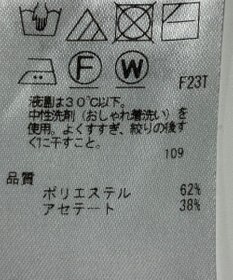 F W
F231
液温は30℃以下。
中性洗剤(おしゃれ着洗い)を
使用。よくすすぎ、絞りの後す
ぐに干すこと。
109
品質
ポリエステル 62%
アセテート 38%